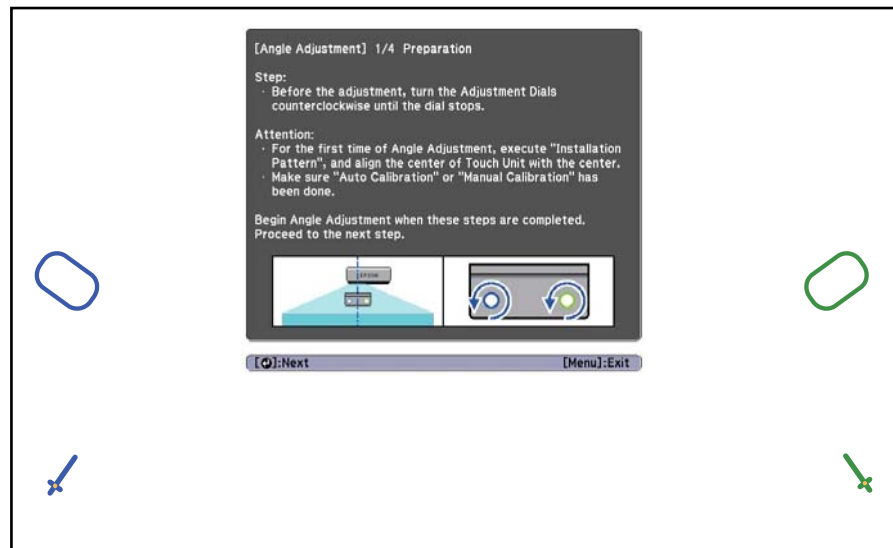 [Angle Adjustment] 1/4 Preparation
Step:
· Before the adjustment, turn the Adjustment Dials
counterclockwise until the dial stops.
Attention:
· For the first time of Angle Adjustment, execute "Installation
Pattern", and align the center of Touch Unit with the center.
· Make sure "Auto Calibration" or "Manual Calibration" has
been done.
Begin Angle Adjustment when these steps are completed.
Proceed to the next step.
EPSON
[⏎]:Next [Menu]:Exit